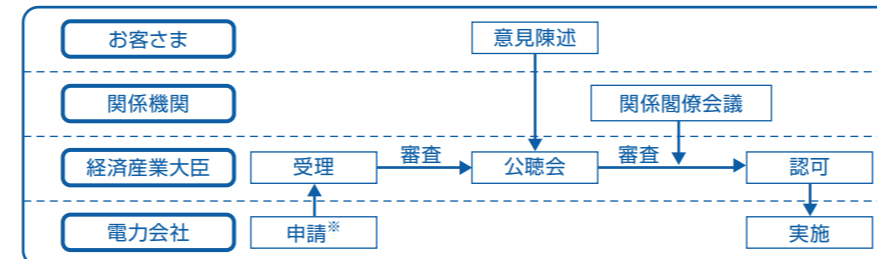 お客さま
意見陳述
関係機関
関係閣僚会議
経済産業大臣
受理
審査
公聴会
審査
認可
電力会社
申請※
実施